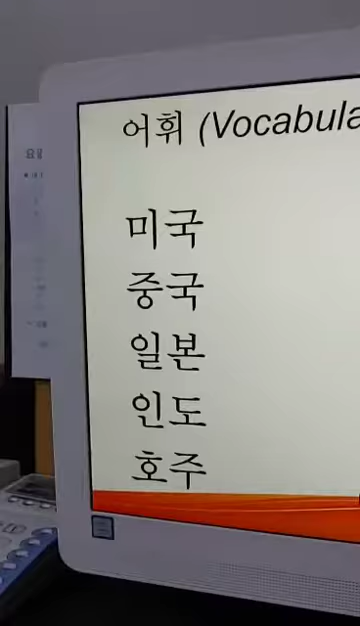 어휘 (Vocabula
미국
중국
일본
인도
호주